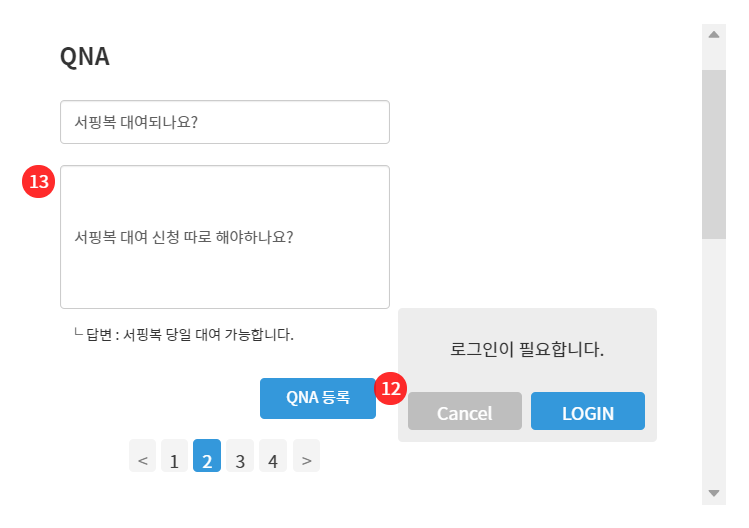 QNA
서핑복 대여되나요?
13
서핑복 대여 신청 따로 해야하나요?
└ 답변 : 서핑복 당일 대여 가능합니다.
로그인이 필요합니다.
QNA 등록
12
Cancel
LOGIN
< 1 2 3 4 >